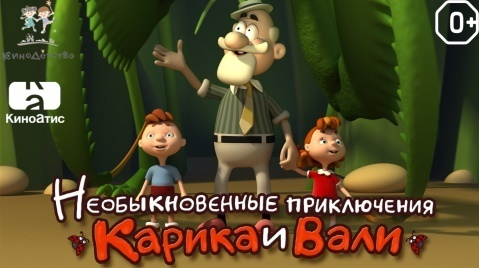 0+
КиноДетство
КиноАтис
Необыкновенные приключения
Карика и Вали